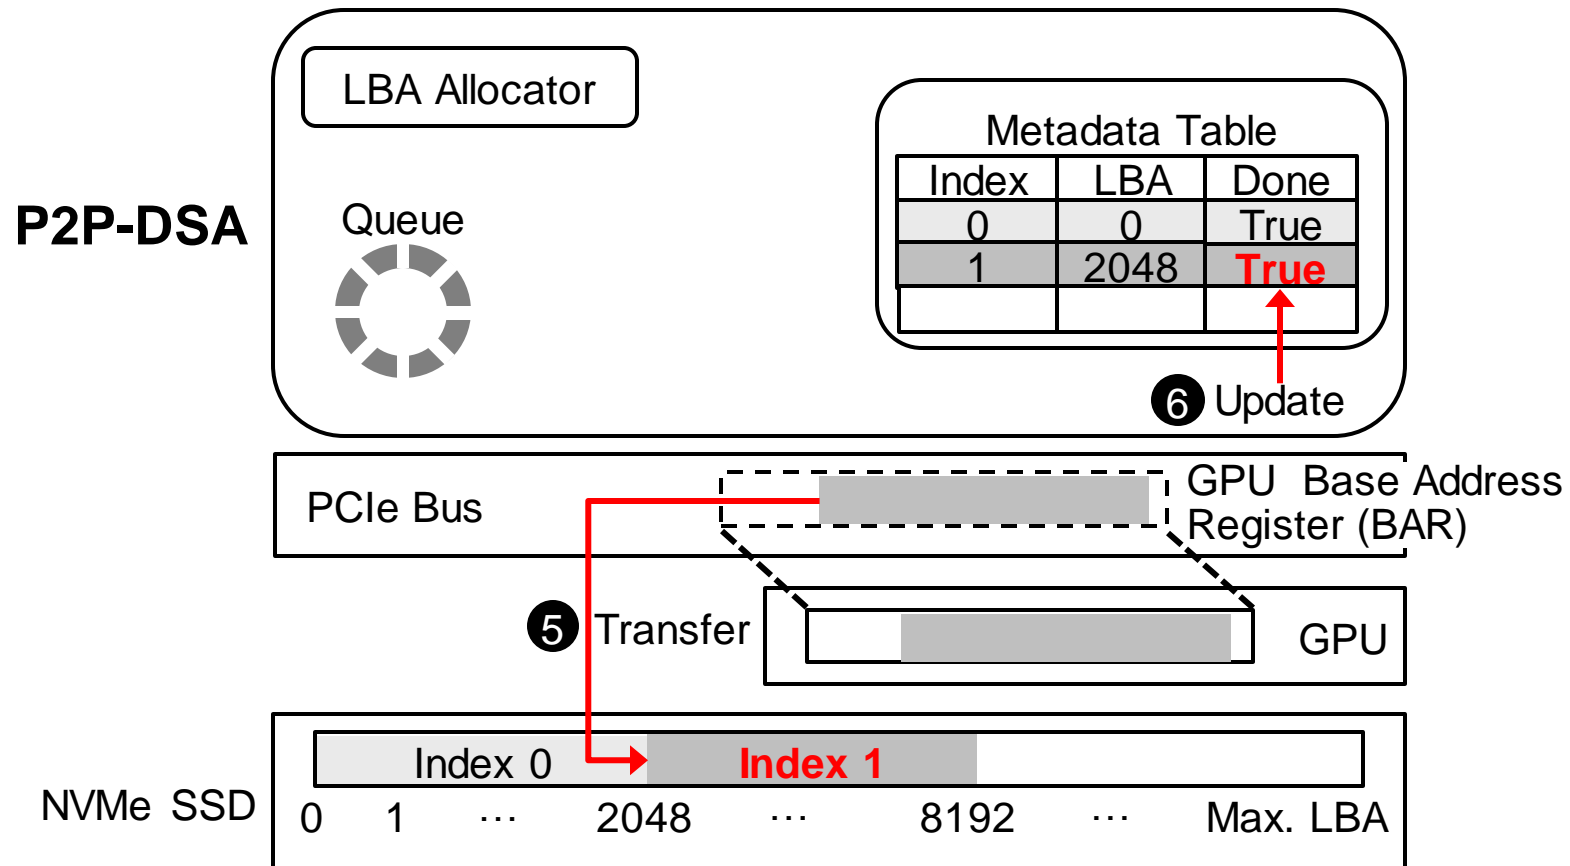 LBA Allocator
Metadata Table
Index LBA Done
0 0 True
1 2048 True
P2P-DSA
Queue
6 Update
PCIe Bus
GPU Base Address
Register (BAR)
5 Transfer
GPU
NVMe SSD
Index 0 Index 1
0 1 ... 2048 ... 8192 ... Max. LBA